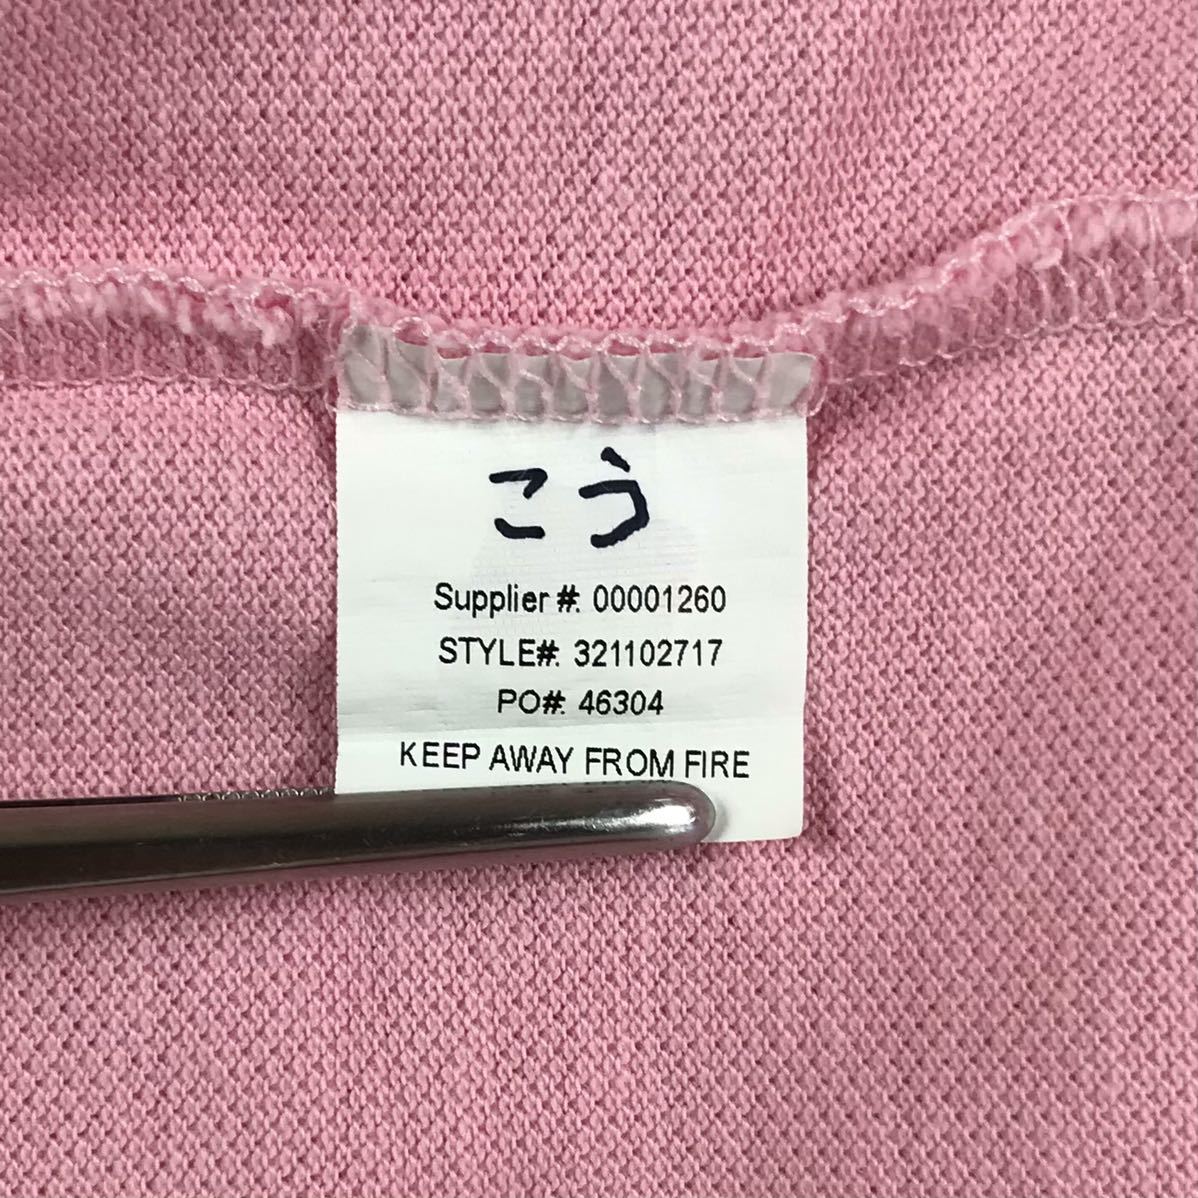 こう
Supplier #: 00001260
STYLE#: 321102717
PO#: 46304
KEEP AWAY FROM FIRE